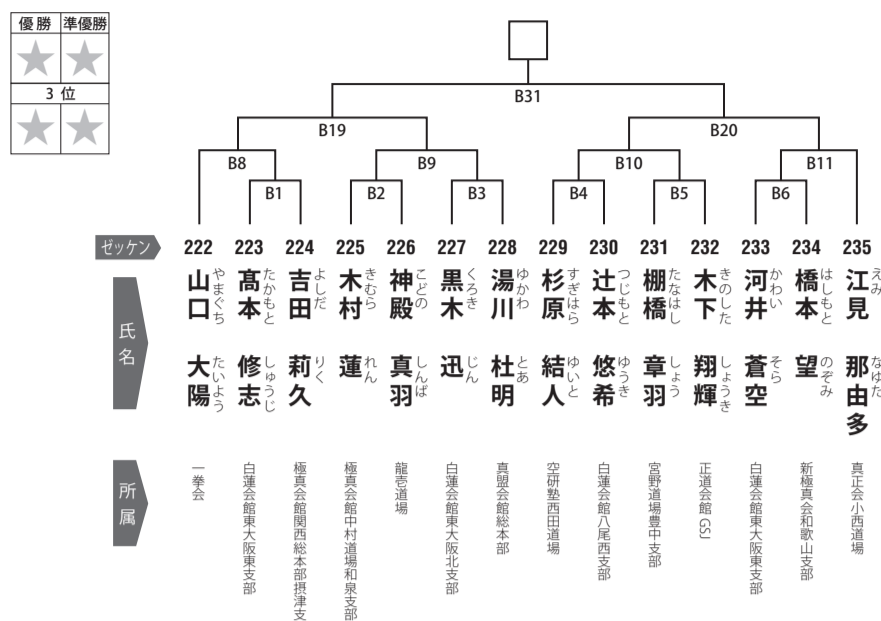 優勝 準優勝
3 位
B31
B19 B20
B8 B9 B10 B11
B1 B2 B3 B4 B5 B6
ゼッケン 222 223 224 225 226 227 228 229 230 231 232 233 234 235
氏名
山口 大陽
やまぐち たいよう
髙本 修志
たかもと しゅうじ
吉田 莉久
よしだ りく
木村 蓮
きむら れん
神殿 真羽
こどの しんば
黒木 迅
くろき じん
湯川 杜明
ゆかわ とあ
杉原 結人
すぎはら ゆいと
辻本 悠希
つじもと ゆうき
棚橋 章羽
たなはし しょう
木下 翔輝
きのした しょうき
河井 蒼空
かわい そら
橋本 望
はしもと のぞみ
江見 那由多
えみ なゆた
所属
一拳会
白蓮会館東大阪東支部
極真会館関西総本部摂津支
極真会館中村道場和泉支部
龍壱道場
白蓮会館東大阪北支部
真盟会館総本部
空研塾西田道場
白蓮会館八尾西支部
宮野道場豊中支部
正道会館 GSJ
白蓮会館東大阪東支部
新極真会和歌山支部
真正会小西道場